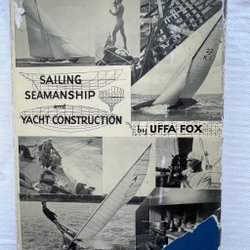 SAILING
SEAMANSHIP
and
YACHT CONSTRUCTION
by UFFA FOX